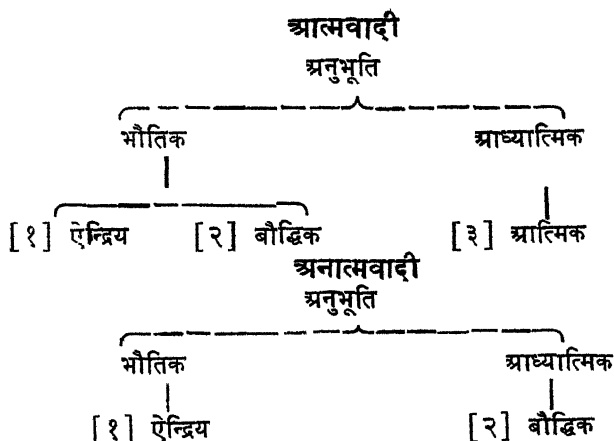 आत्मवादी
अनुभूति
भौतिक आध्यात्मिक
[१] ऐन्द्रिय [२] बौद्धिक [३] आत्मिक
अनात्मवादी
अनुभूति
भौतिक आध्यात्मिक
[१] ऐन्द्रिय [२] बौद्धिक